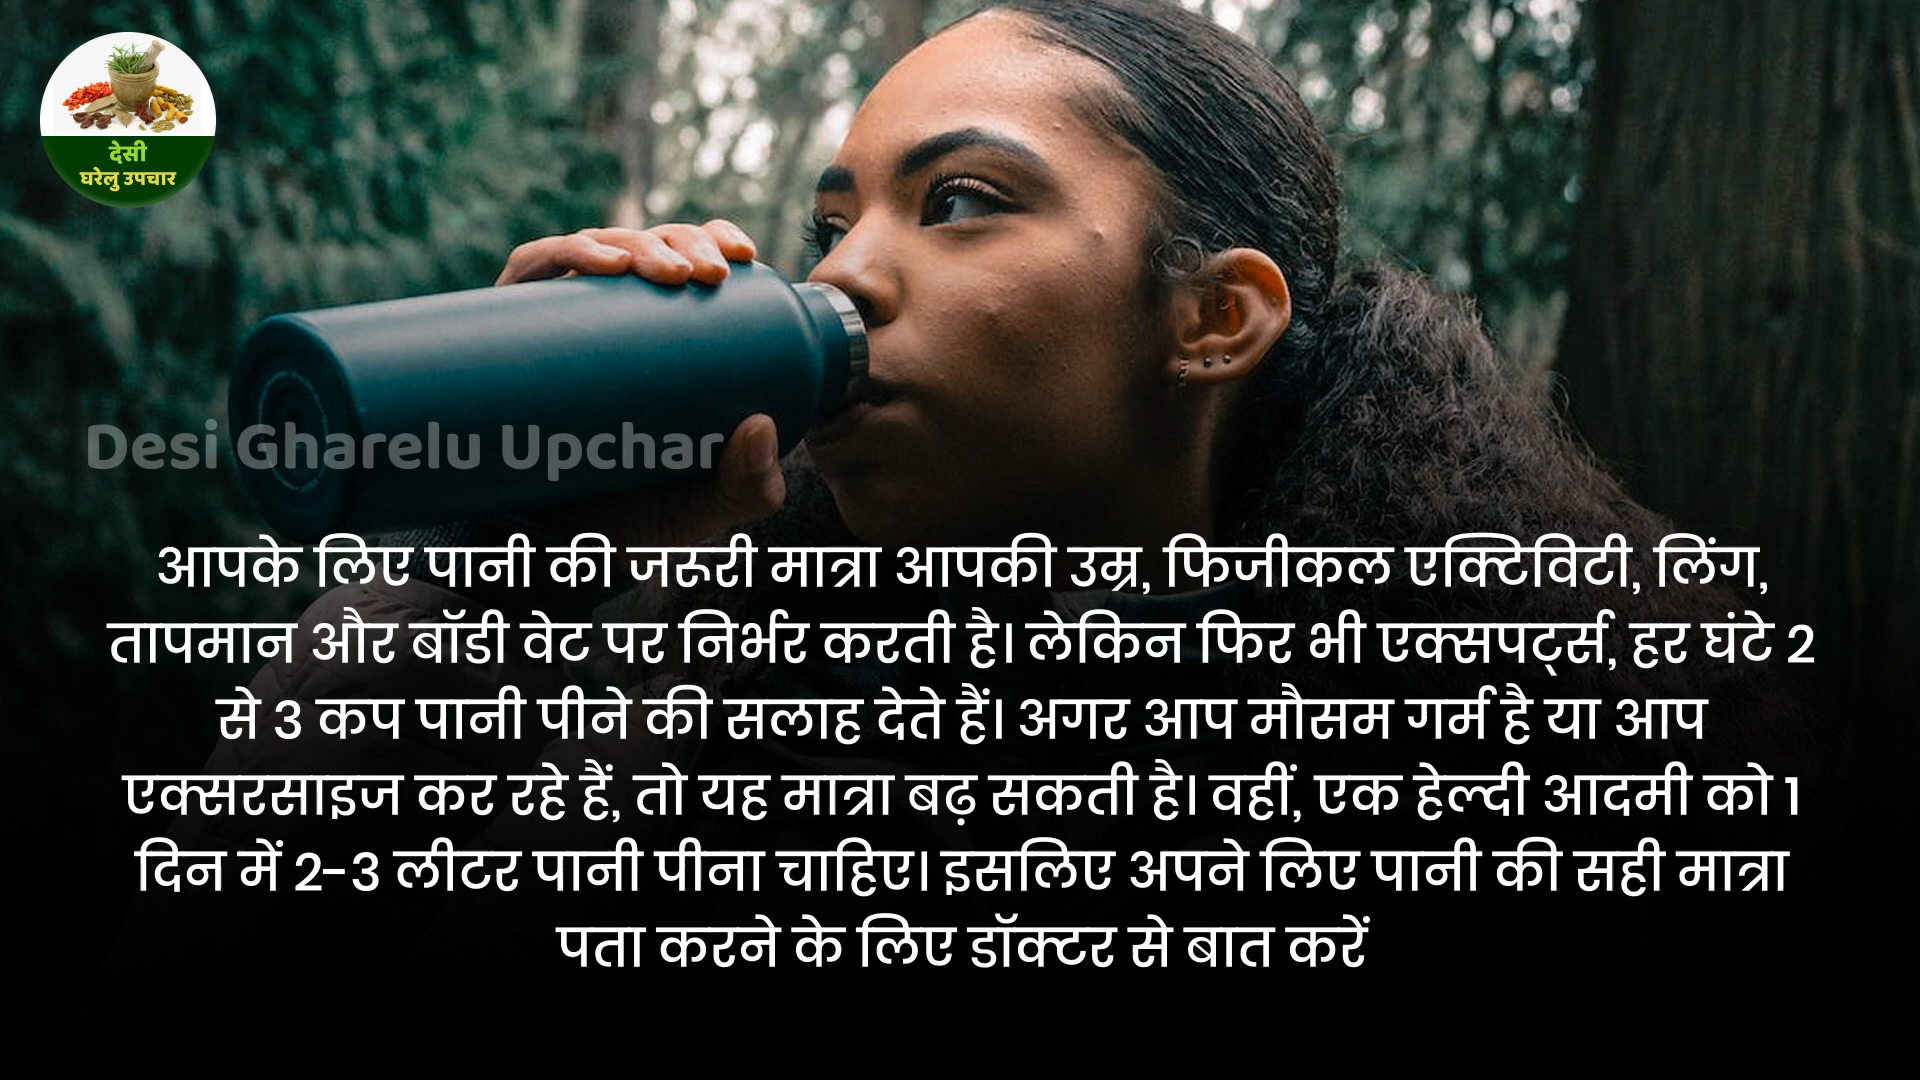 देसी
घरेलु उपचार
Desi Gharelu Upchar
आपके लिए पानी की जरूरी मात्रा आपकी उम्र, फिजीकल एक्टिविटी, लिंग,
तापमान और बॉडी वेट पर निर्भर करती है। लेकिन फिर भी एक्सपर्ट्स, हर घंटे 2
से 3 कप पानी पीने की सलाह देते हैं। अगर आप मौसम गर्म है या आप
एक्सरसाइज कर रहे हैं, तो यह मात्रा बढ़ सकती है। वहीं, एक हेल्दी आदमी को 1
दिन में 2-3 लीटर पानी पीना चाहिए। इसलिए अपने लिए पानी की सही मात्रा
पता करने के लिए डॉक्टर से बात करें